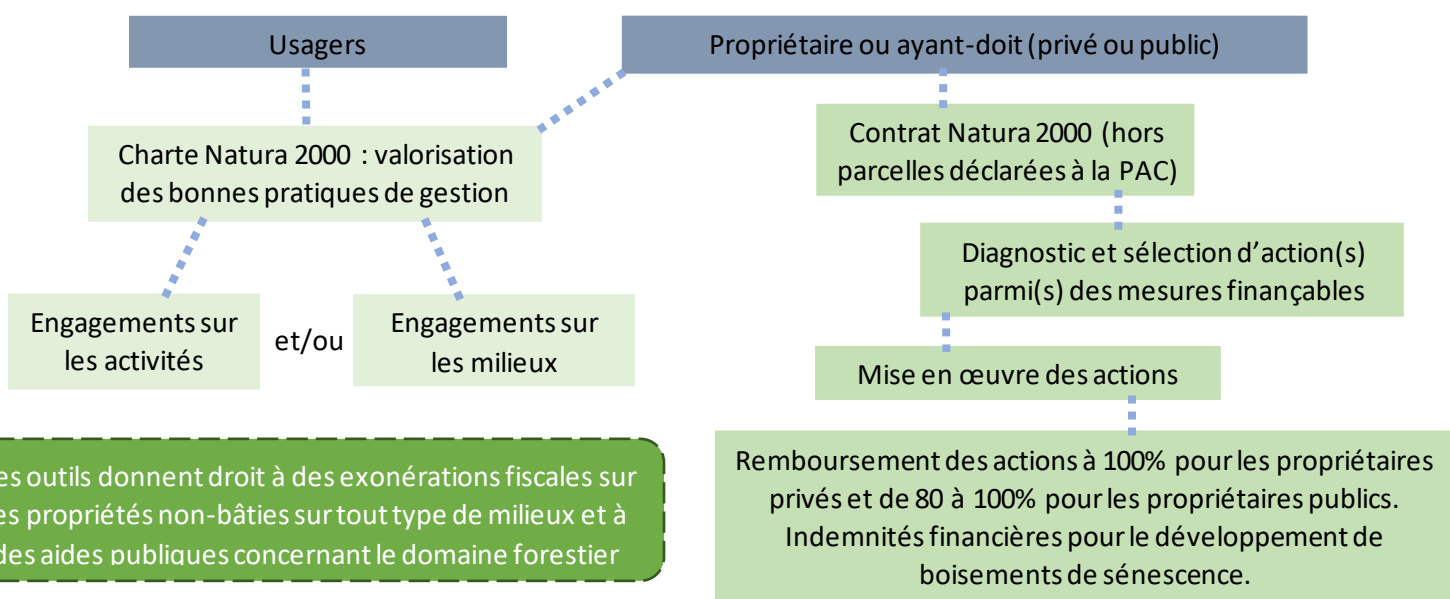 Usagers
Propriétaire ou ayant-doit (privé ou public)
Charte Natura 2000 : valorisation
des bonnes pratiques de gestion
Contrat Natura 2000 (hors
parcelles déclarées à la PAC)
Diagnostic et sélection d'action(s)
parmi(s) des mesures finançables
Engagements sur
les activités
et/ou
Engagements sur
les milieux
Mise en œuvre des actions
es outils donnent droit à des exonérations fiscales sur
es propriétés non-bâties sur tout type de milieux et à
des aides publiques concernant le domaine forestier
Remboursement des actions à 100% pour les propriétaires
privés et de 80 à 100% pour les propriétaires publics.
Indemnités financières pour le développement de
boisements de sénescence.